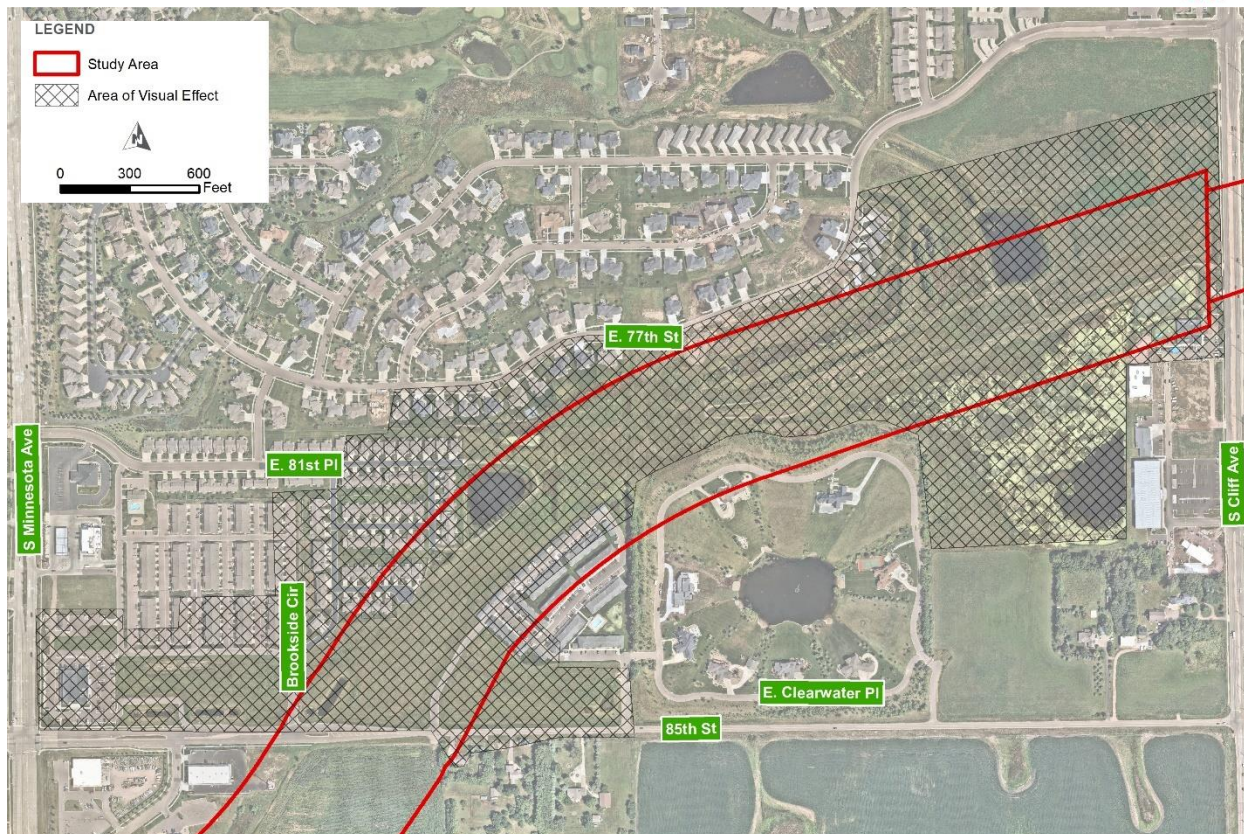 LEGEND
Study Area
Area of Visual Effect
N
0 300 600
Feet
E. 77th St
S Minnesota Ave
E. 81st Pl
S Cliff Ave
Brookside Cir
E. Clearwater Pl
85th St